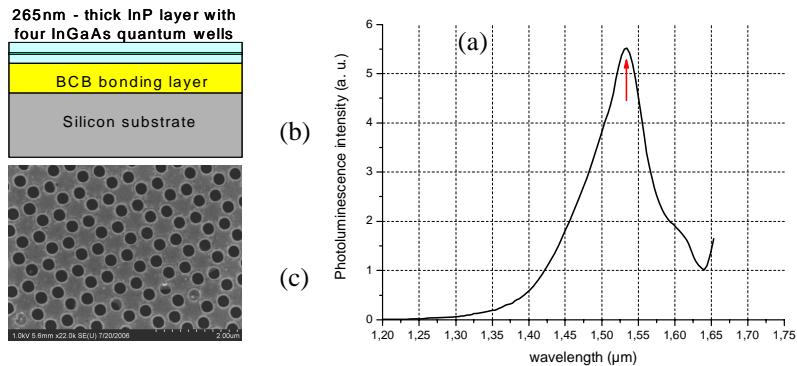 265nm - thick InP layer with
four InGaAs quantum wells
BCB bonding layer
Silicon substrate
1.0kV 5.6mm x22.0k SE(U) 7/20/2006
2.00um
(b)
(c)
(a)
Photoluminescence intensity (a. u.)
6
5
4
3
2
1
0
1,20 1,25 1,30 1,35 1,40 1,45 1,50 1,55 1,60 1,65 1,70 1,75
wavelength (µm)